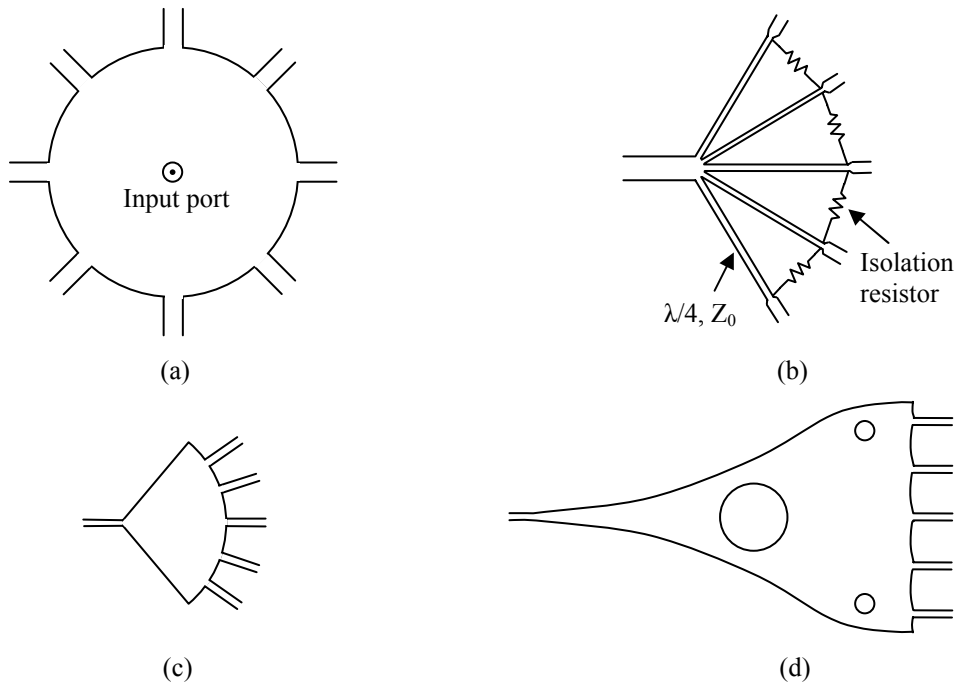 Input port
(a)
Isolation
resistor
λ/4, Z₀
(b)
(c)
(d)